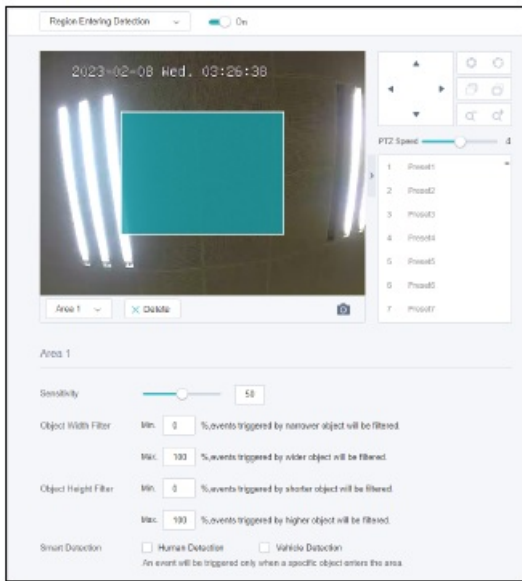 Region Entering Detection
On
2023-02-08 Wed. 03:26:38
PTZ Speed 4
1 Preset1
2 Preset2
3 Preset3
4 Preset4
5 Preset5
6 Preset6
7 Preset7
Area 1
Delete
Area 1
Sensitivity 50
Object Width Filter Min. 0 %,events triggered by narrower object will be filtered.
Max. 100 %,events triggered by wider object will be filtered.
Object Height Filter Min. 0 %,events triggered by shorter object will be filtered.
Max. 100 %,events triggered by higher object will be filtered.
Smart Detection Human Detection Vehicle Detection
An event will be triggered only when a specific object enters the area.